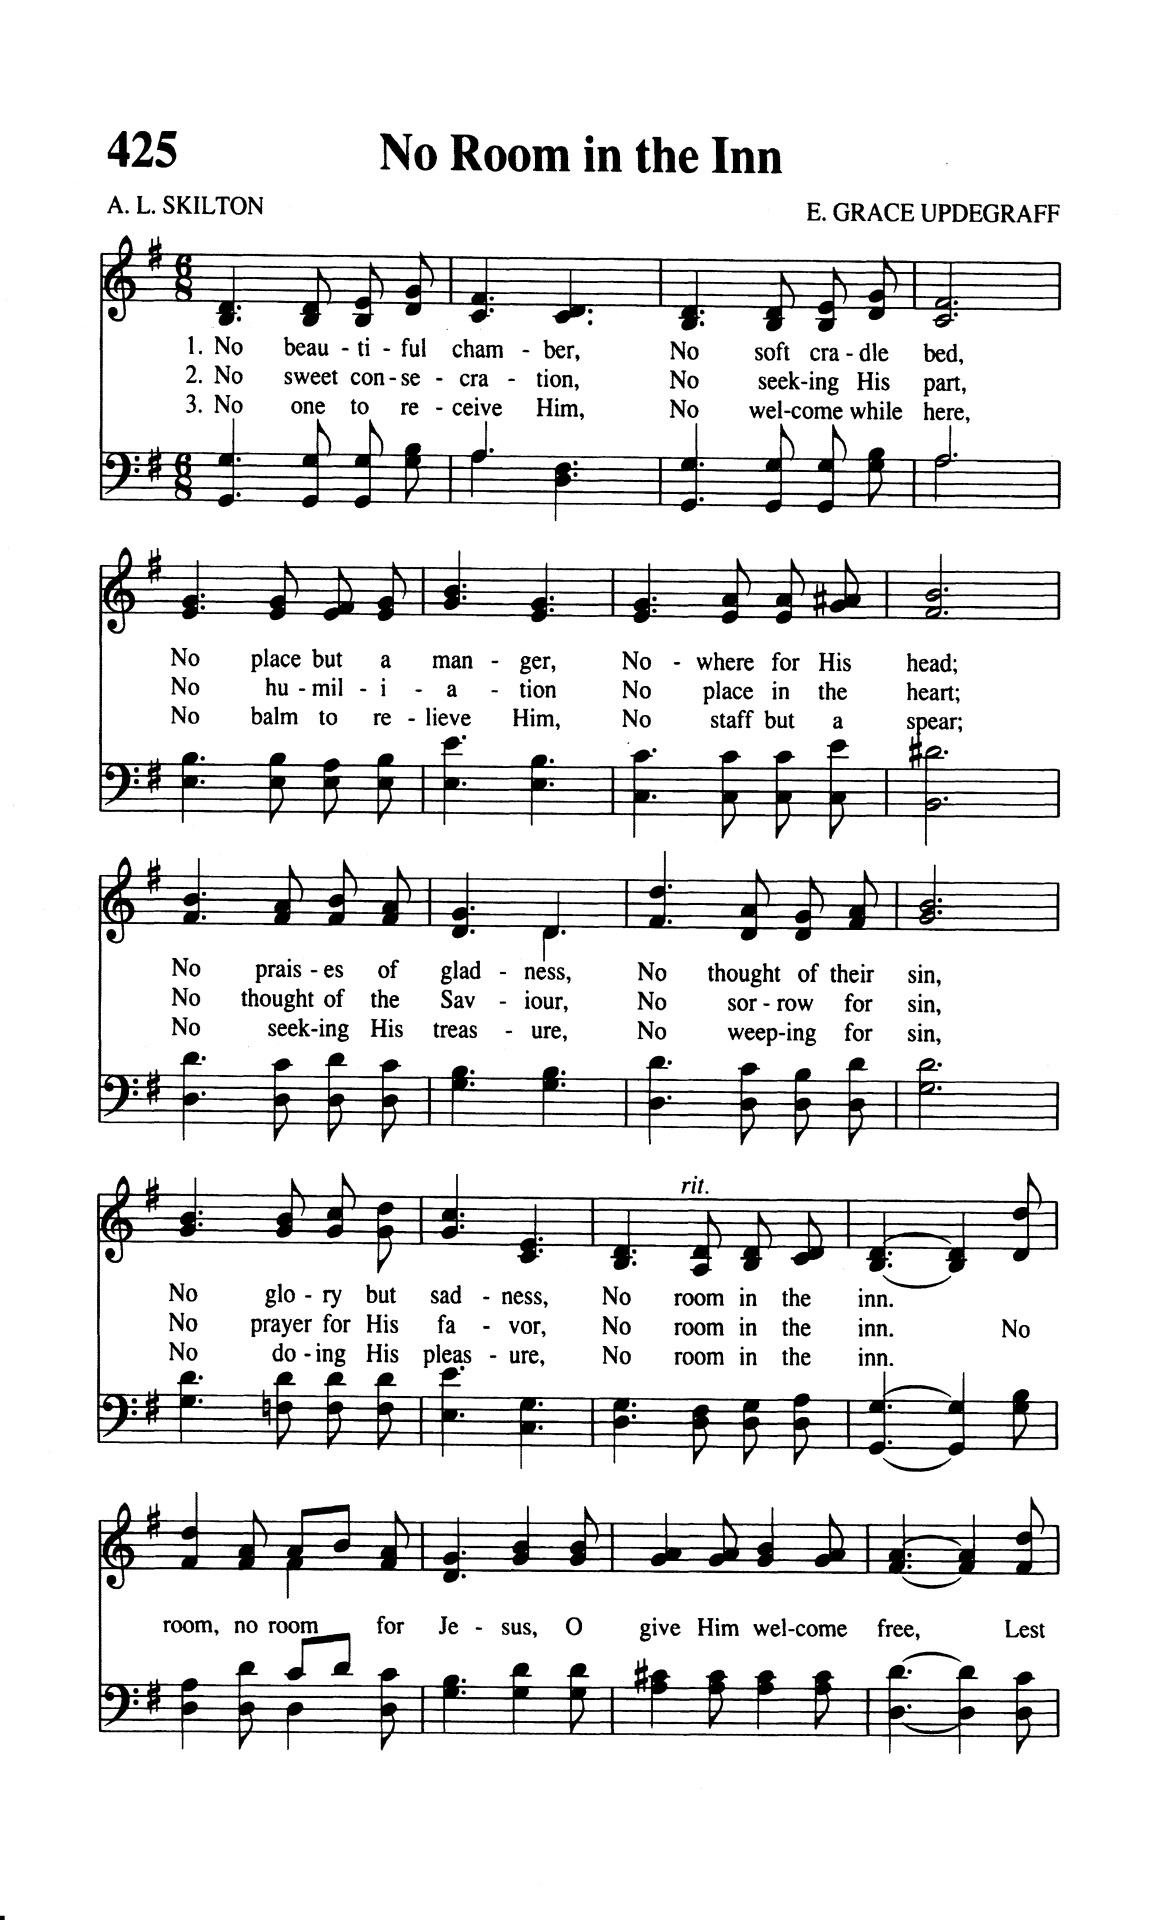 425 No Room in the Inn
A. L. SKILTON E. GRACE UPDEGRAFF
1. No beau - ti - ful cham - ber, No soft cra - dle bed,
2. No sweet con - se - cra - tion, No seek-ing His part,
3. No one to re - ceive Him, No wel-come while here,
No place but a man - ger, No - where for His head;
No hu - mil - i - a - tion No place in the heart;
No balm to re - lieve Him, No staff but a spear;
No prais - es of glad - ness, No thought of their sin,
No thought of the Sav - iour, No sor - row for sin,
No seek-ing His treas - ure, No weep-ing for sin,
rit.
No glo - ry but sad - ness, No room in the inn.
No prayer for His fa - vor, No room in the inn. No
No do - ing His pleas - ure, No room in the inn.
room, no room for Je - sus, O give Him wel-come free, Lest